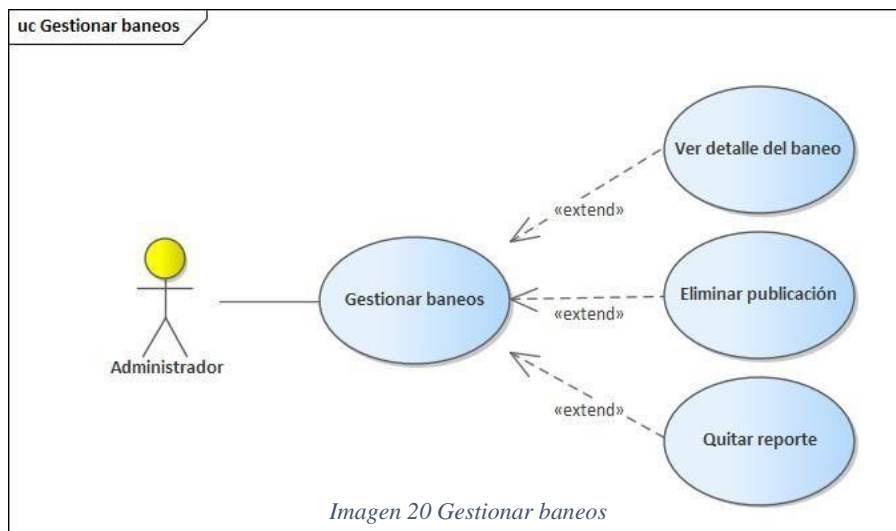 uc Gestionar baneos
Ver detalle del baneo
«extend»
Gestionar baneos
Eliminar publicación
«extend»
Administrador
«extend»
Quitar reporte
Imagen 20 Gestionar baneos